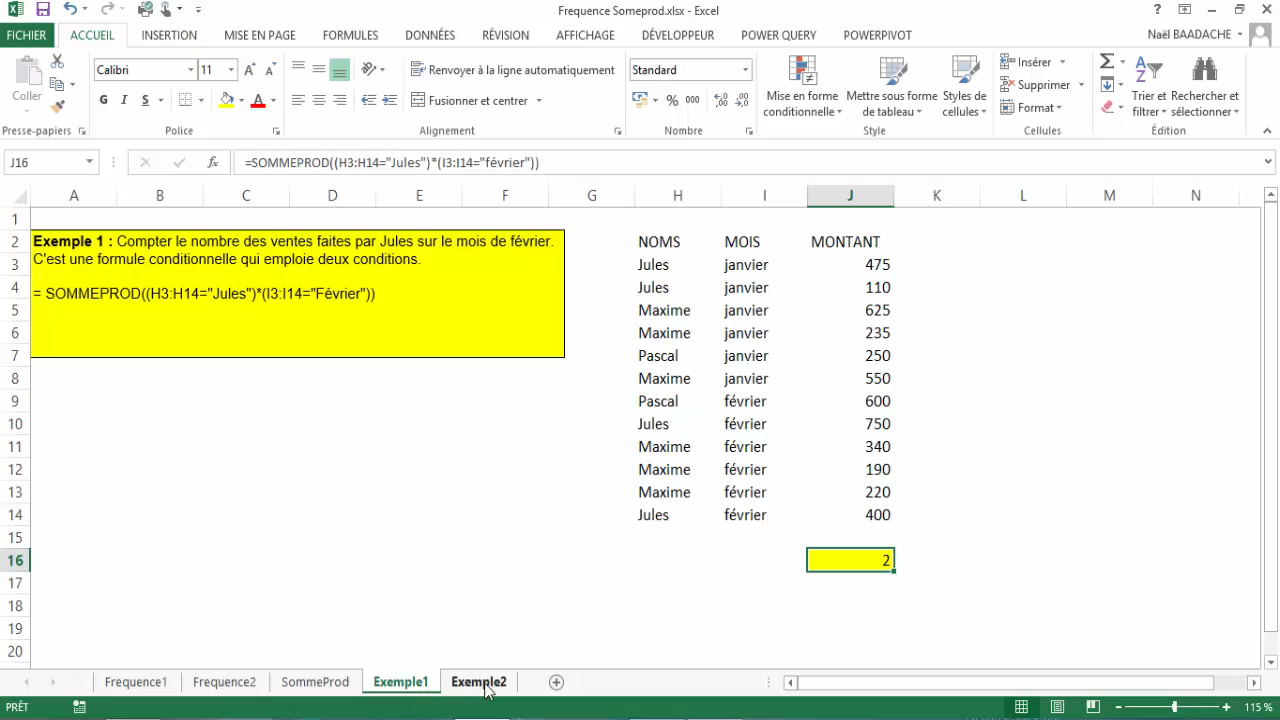 Frequence Someprod.xlsx - Excel
FICHIER ACCUEIL INSERTION MISE EN PAGE FORMULES DONNÉES RÉVISION AFFICHAGE DÉVELOPPEUR POWER QUERY POWERPIVOT Naël BAADACHE
Coller
Calibri 11
G I S
Renvoyer à la ligne automatiquement
Fusionner et centrer
Standard
% 000
Mise en forme conditionnelle
Mettre sous forme de tableau
Styles de cellules
Insérer
Supprimer
Format
Trier et filtrer
Rechercher et sélectionner
Presse-papiers Police Alignement Nombre Style Cellules Édition
J16 fx =SOMMEPROD((H3:H14="Jules")*(I3:I14="février"))
A B C D E F G H I J K L M N
1
2 Exemple 1 : Compter le nombre des ventes faites par Jules sur le mois de février. NOMS MOIS MONTANT
C'est une formule conditionnelle qui emploie deux conditions.
3 Jules janvier 475
= SOMMEPROD((H3:H14="Jules")*(I3:I14="Février"))
4 Jules janvier 110
5 Maxime janvier 625
6 Maxime janvier 235
7 Pascal janvier 250
8 Maxime janvier 550
9 Pascal février 600
10 Jules février 750
11 Maxime février 340
12 Maxime février 190
13 Maxime février 220
14 Jules février 400
15
16 2
17
18
19
20
Frequence1 Frequence2 SommeProd Exemple1 Exemple2
PRÊT 115 %